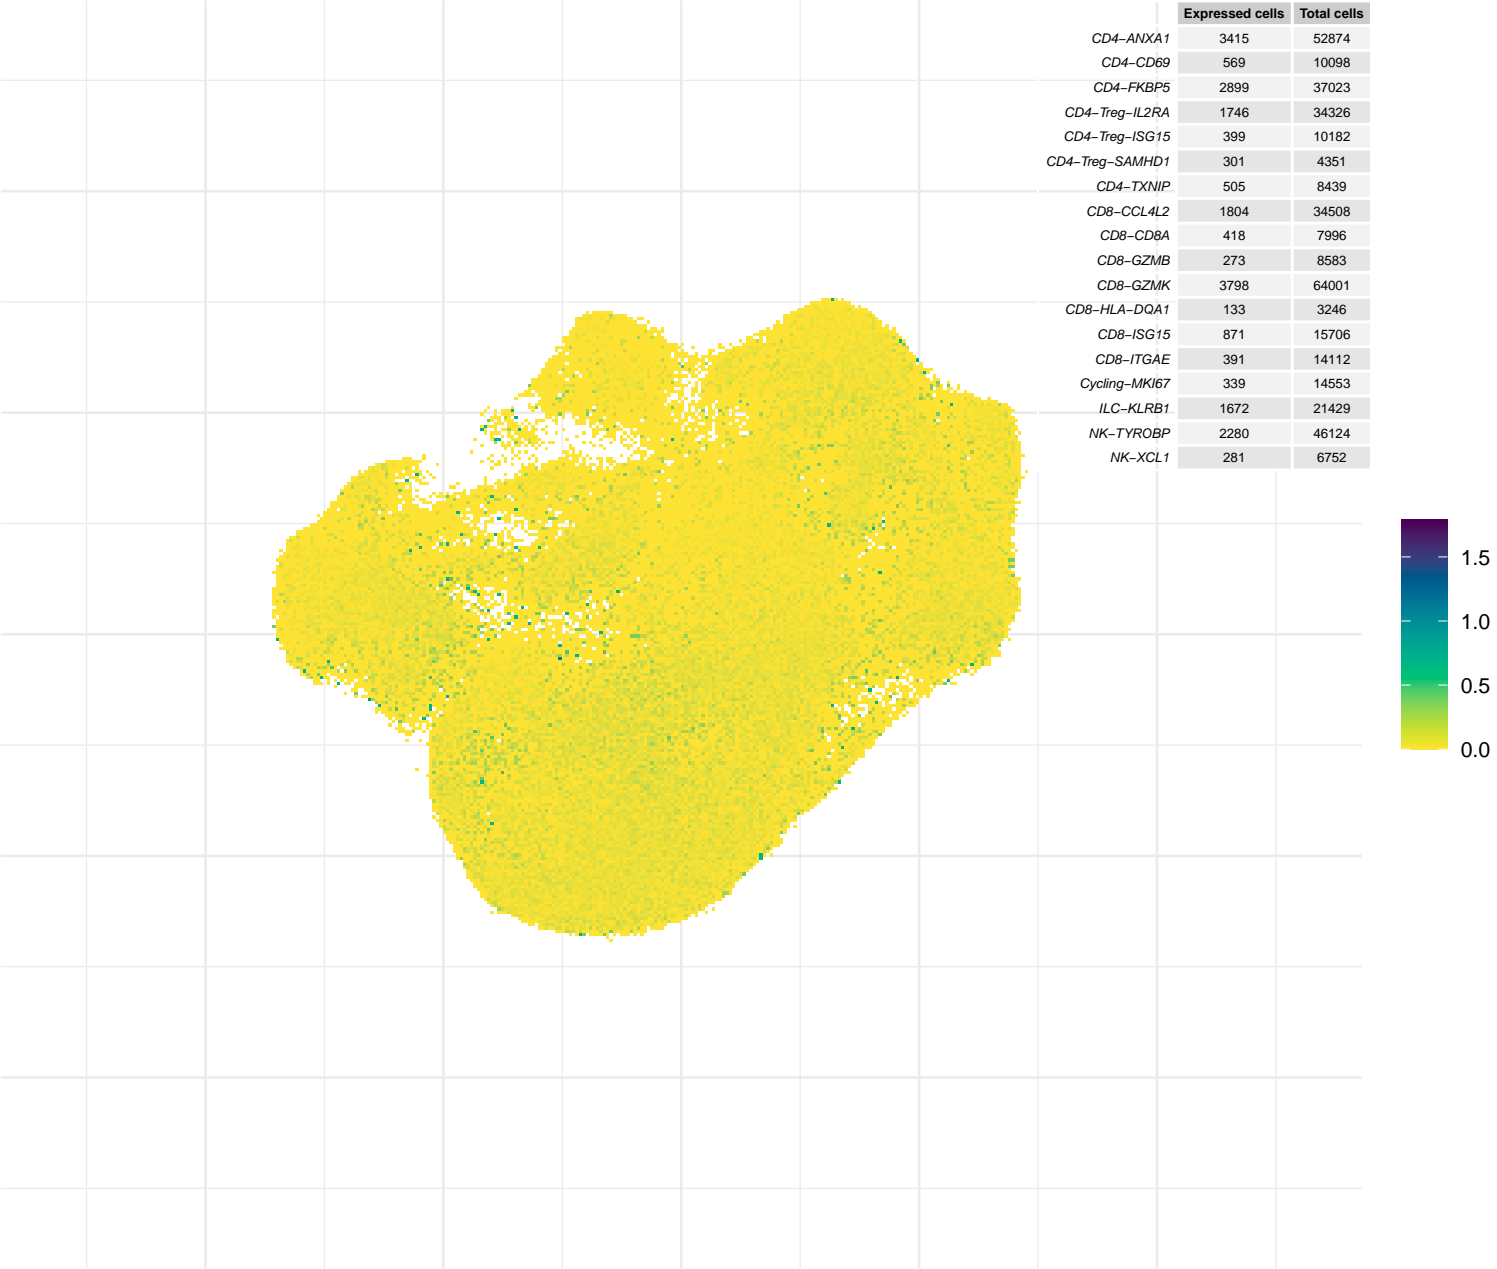 Expressed cells Total cells
CD4−ANXA1 3415 52874
CD4−CD69 569 10098
CD4−FKBP5 2899 37023
CD4−Treg−IL2RA 1746 34326
CD4−Treg−ISG15 399 10182
CD4−Treg−SAMHD1 301 4351
CD4−TXNIP 505 8439
CD8−CCL4L2 1804 34508
CD8−CD8A 418 7996
CD8−GZMB 273 8583
CD8−GZMK 3798 64001
CD8−HLA−DQA1 133 3246
CD8−ISG15 871 15706
CD8−ITGAE 391 14112
Cycling−MKI67 339 14553
ILC−KLRB1 1672 21429
NK−TYROBP 2280 46124
NK−XCL1 281 6752
1.5
1.0
0.5
0.0